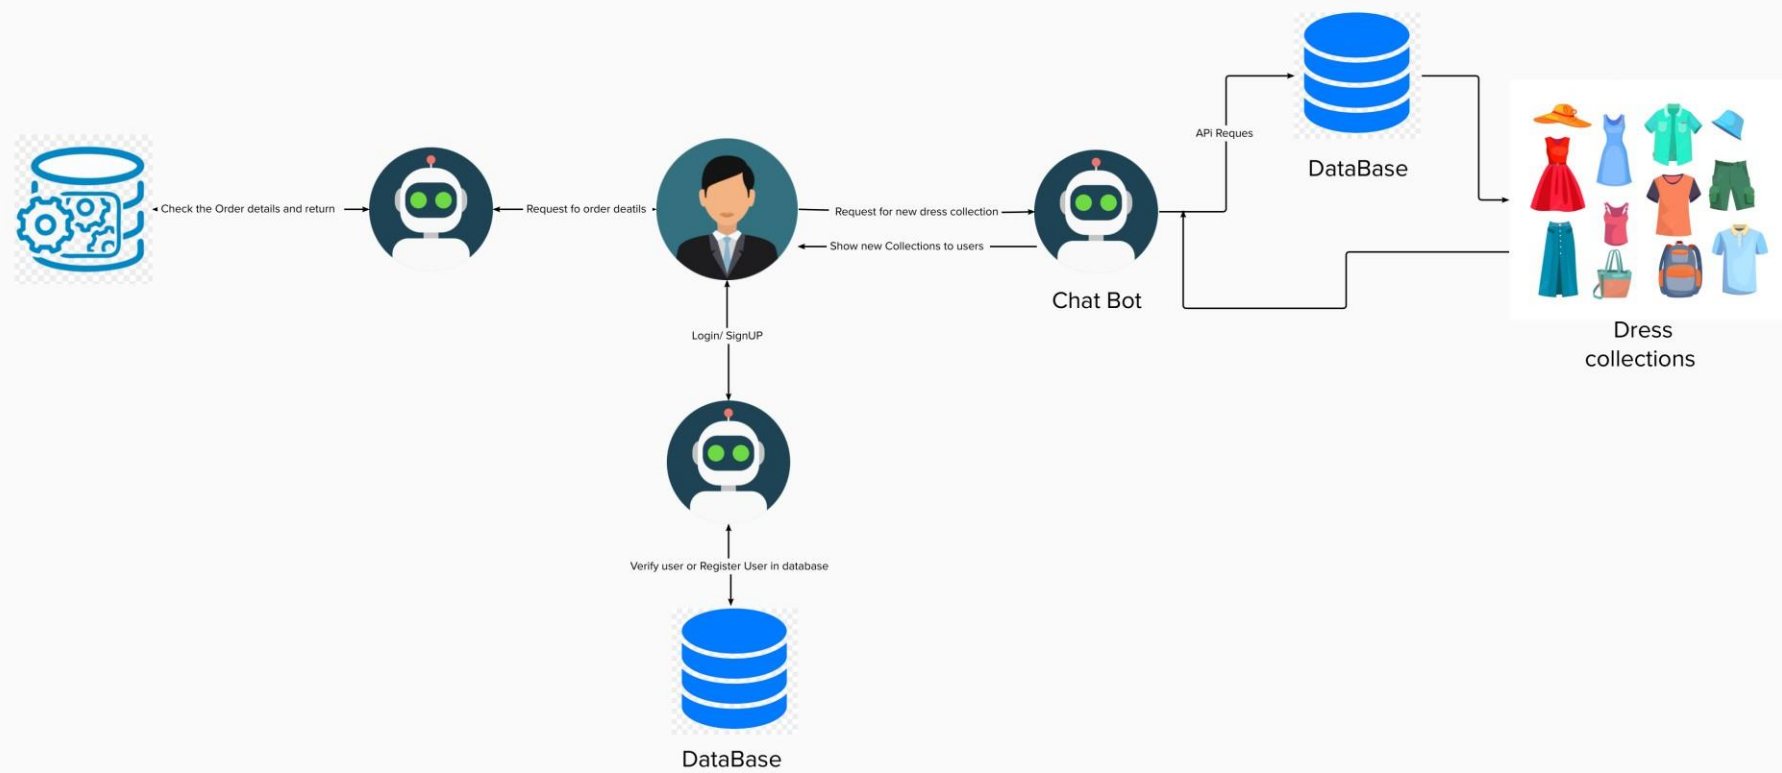 APi Reques
DataBase
Check the Order details and return
Request fo order deatils
Request for new dress collection
Show new Collections to users
Chat Bot
Dress
collections
Login/ SignUP
Verify user or Register User in database
DataBase